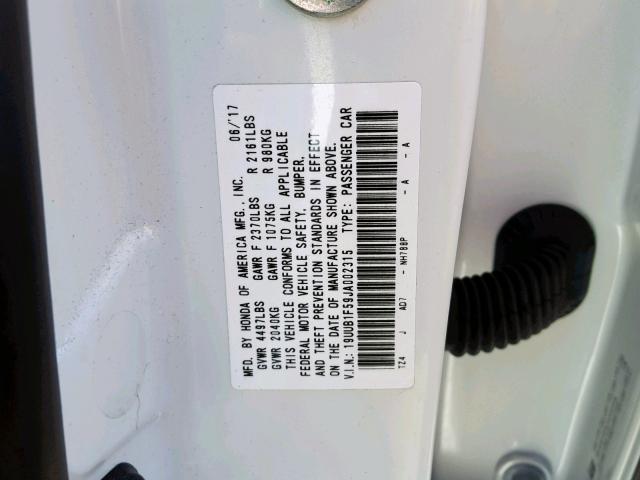 MFD. BY HONDA OF AMERICA MFG., INC. 06/'17
GVWR 4497LBS GAWR F 2370LBS R 2161LBS
GVWR 2040KG GAWR F 1075KG R 980KG
THIS VEHICLE CONFORMS TO ALL APPLICABLE
FEDERAL MOTOR VEHICLE SAFETY, BUMPER,
AND THEFT PREVENTION STANDARDS IN EFFECT
ON THE DATE OF MANUFACTURE SHOWN ABOVE.
V.I.N.: 19UUB1F59JA002315 TYPE: PASSENGER CAR
TZ4 J AD7 - NH788P - A - A